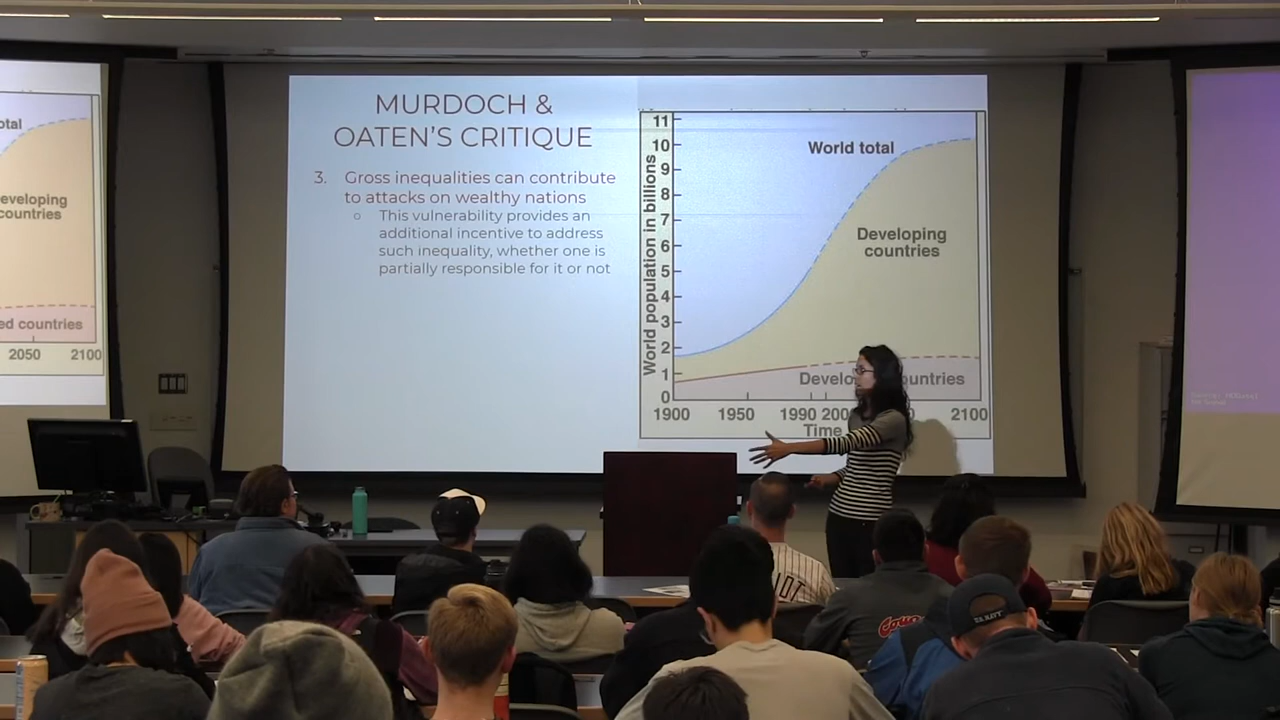 MURDOCH &
OATEN'S CRITIQUE
3. Gross inequalities can contribute
to attacks on wealthy nations
○ This vulnerability provides an
additional incentive to address
such inequality, whether one is
partially responsible for it or not
World population in billions
11
10
9
8
7
6
5
4
3
2
1
0
World total
Developing
countries
1900 1950 1990 2100
Time
countries
ed countries
2050 2100